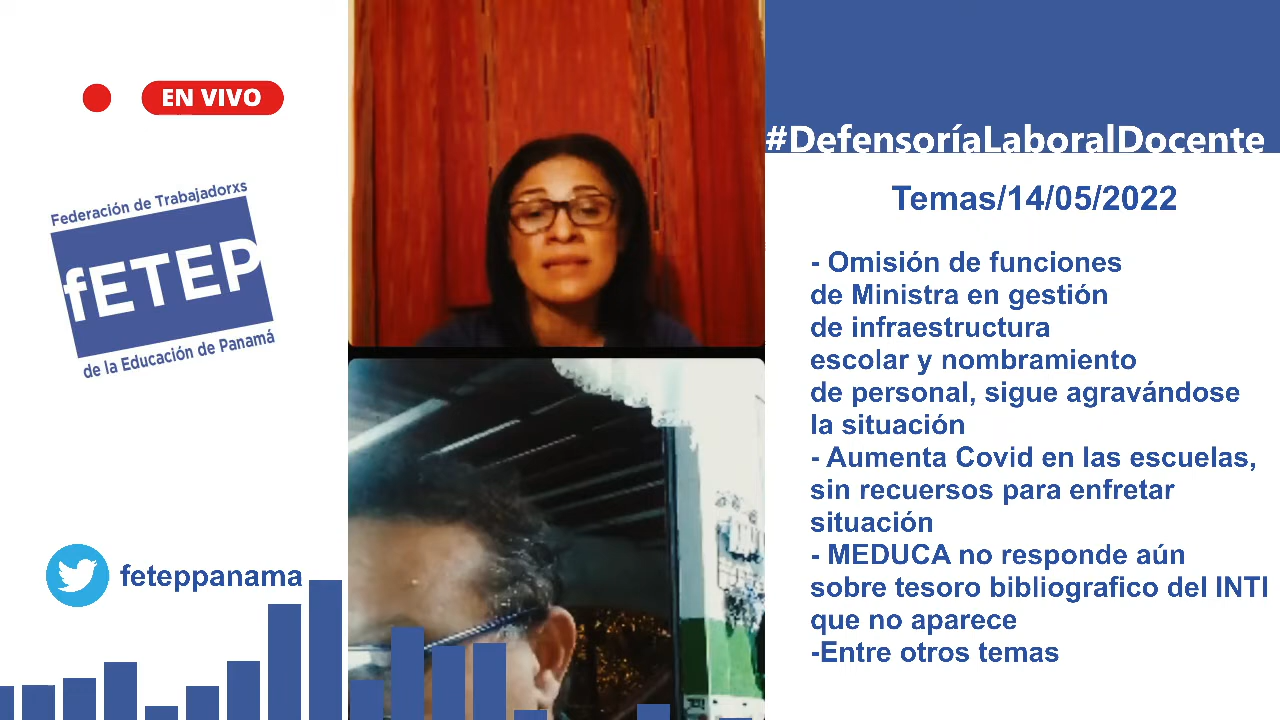 EN VIVO
Federación de Trabajadorxs
fETEP
de la Educación de Panamá
feteppanama
#DefensoríaLaboralDocente
Temas/14/05/2022
- Omisión de funciones
de Ministra en gestión
de infraestructura
escolar y nombramiento
de personal, sigue agravándose
la situación
- Aumenta Covid en las escuelas,
sin recuersos para enfretar
situación
- MEDUCA no responde aún
sobre tesoro bibliografico del INTI
que no aparece
-Entre otros temas